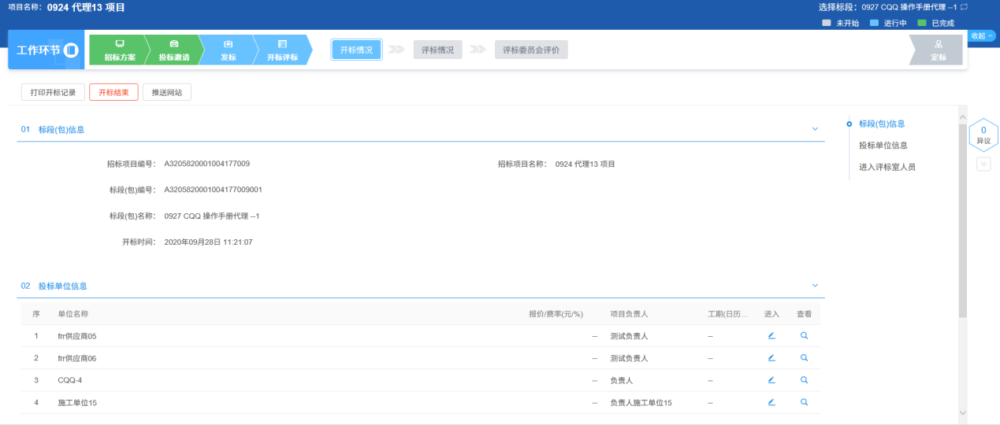 项目名称：0924 代理13 项目
选择标段：0927 CQQ 操作手册代理 --1
未开始 进行中 已完成
收起
工作环节
招标方案 投标邀请 发标 开标评标
开标情况 评标情况 评标委员会评价
定标
打印开标记录 开标结束 推送网站
01 标段(包)信息
招标项目编号： A3205820001004177009 招标项目名称： 0924 代理13 项目
标段(包)编号： A3205820001004177009001
标段(包)名称： 0927 CQQ 操作手册代理 --1
开标时间： 2020年09月28日 11:21:07
标段(包)信息
投标单位信息
进入评标室人员
0
异议
02 投标单位信息
序 单位名称 报价/费率(元/%) 项目负责人 工期(日历... 进入 查看
1 frr供应商05 -- 测试负责人 --
2 frr供应商06 -- 测试负责人 --
3 CQQ-4 -- 负责人 --
4 施工单位15 -- 负责人施工单位15 --